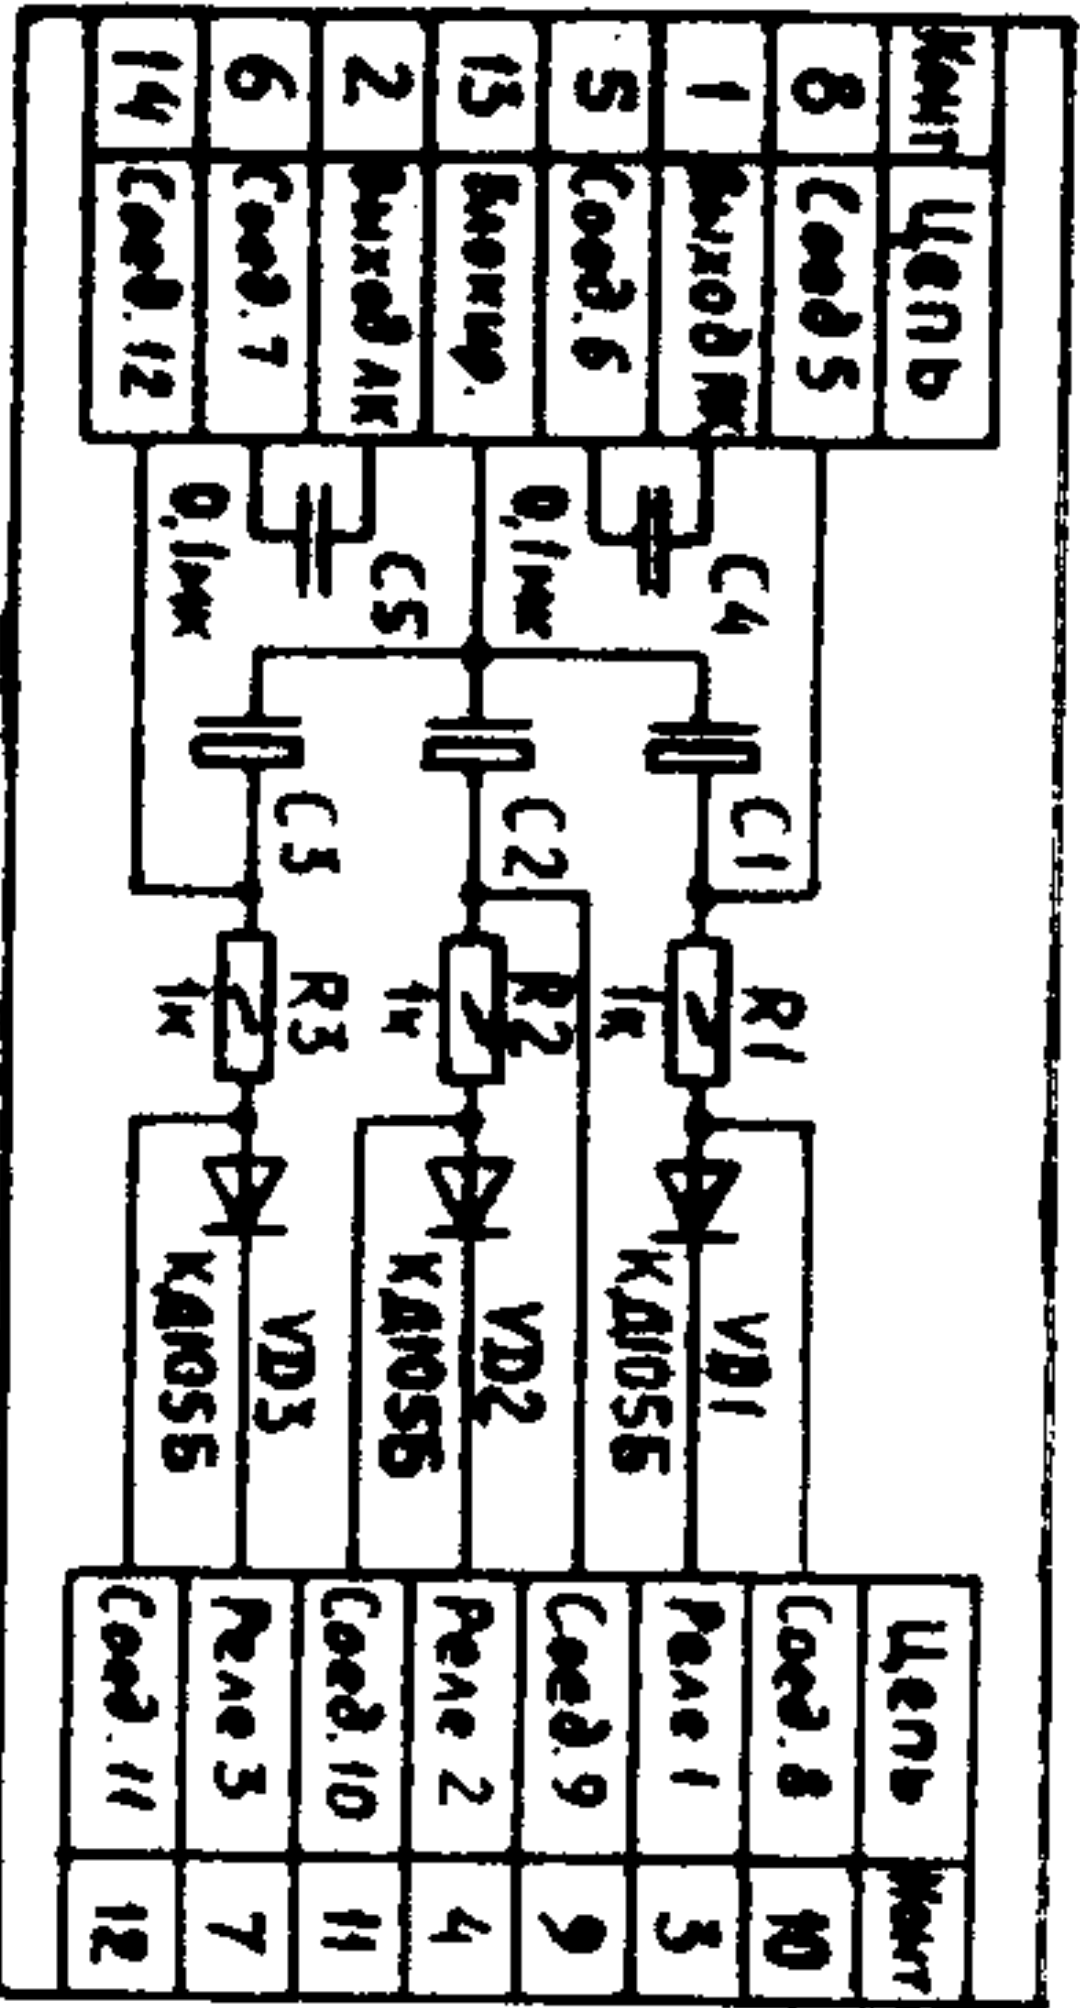 Конт Цепь
8 Соед 5
1 Выход ПК
5 Соед. 6
13 Блокир.
2 Выход ЛК
6 Соед. 7
14 Соед. 12
C4
0,1мк
C5
0,1мк
C1
C2
C3
R1
1к
R2
1к
R3
1к
VD1
КД105Б
VD2
КД105Б
VD3
КД105Б
Цепь Конт
Соед. 8 10
Реле 1 3
Соед. 9 9
Реле 2 4
Соед. 10 11
Реле 3 7
Соед. 11 12